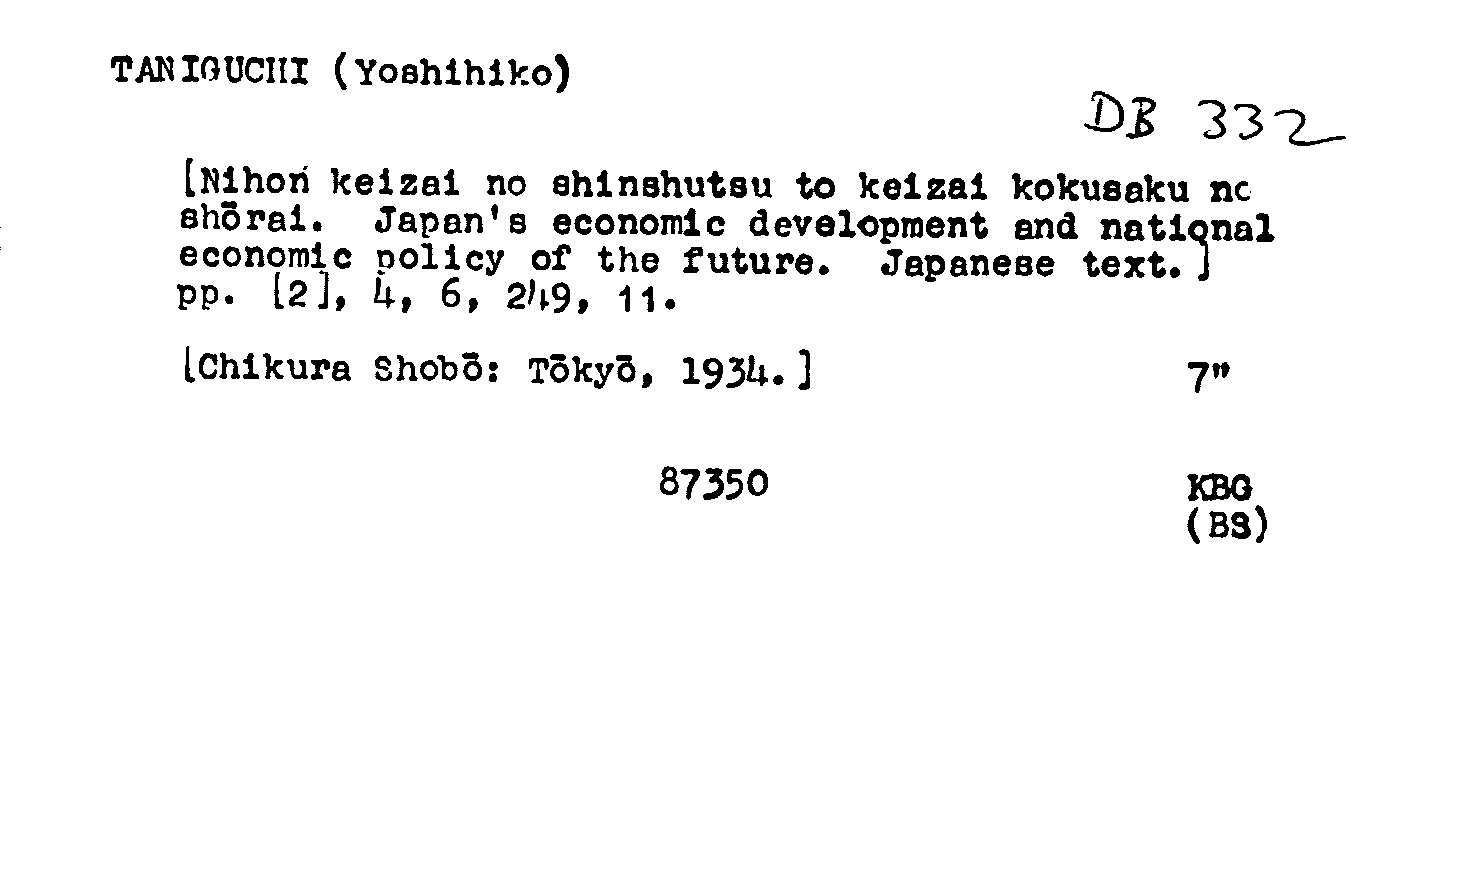 TANIGUCHI (Yoshihiko)
DB 332
[Nihon keizai no shinshutsu to keizai kokusaku no
shōrai. Japan's economic development and national
economic policy of the future. Japanese text.]
pp. [2], 4, 6, 249, 11.
[Chikura Shobō: Tōkyō, 1934.] 7"
87350 KBG
(BS)